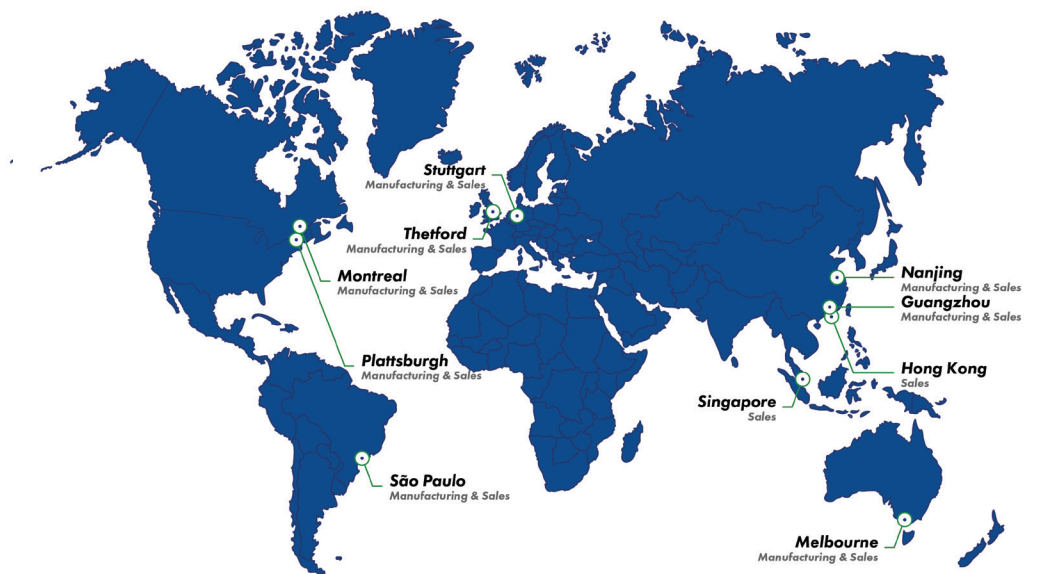 Stuttgart
Manufacturing & Sales
Thetford
Manufacturing & Sales
Montreal
Manufacturing & Sales
Plattsburgh
Manufacturing & Sales
São Paulo
Manufacturing & Sales
Nanjing
Manufacturing & Sales
Guangzhou
Manufacturing & Sales
Hong Kong
Sales
Singapore
Sales
Melbourne
Manufacturing & Sales